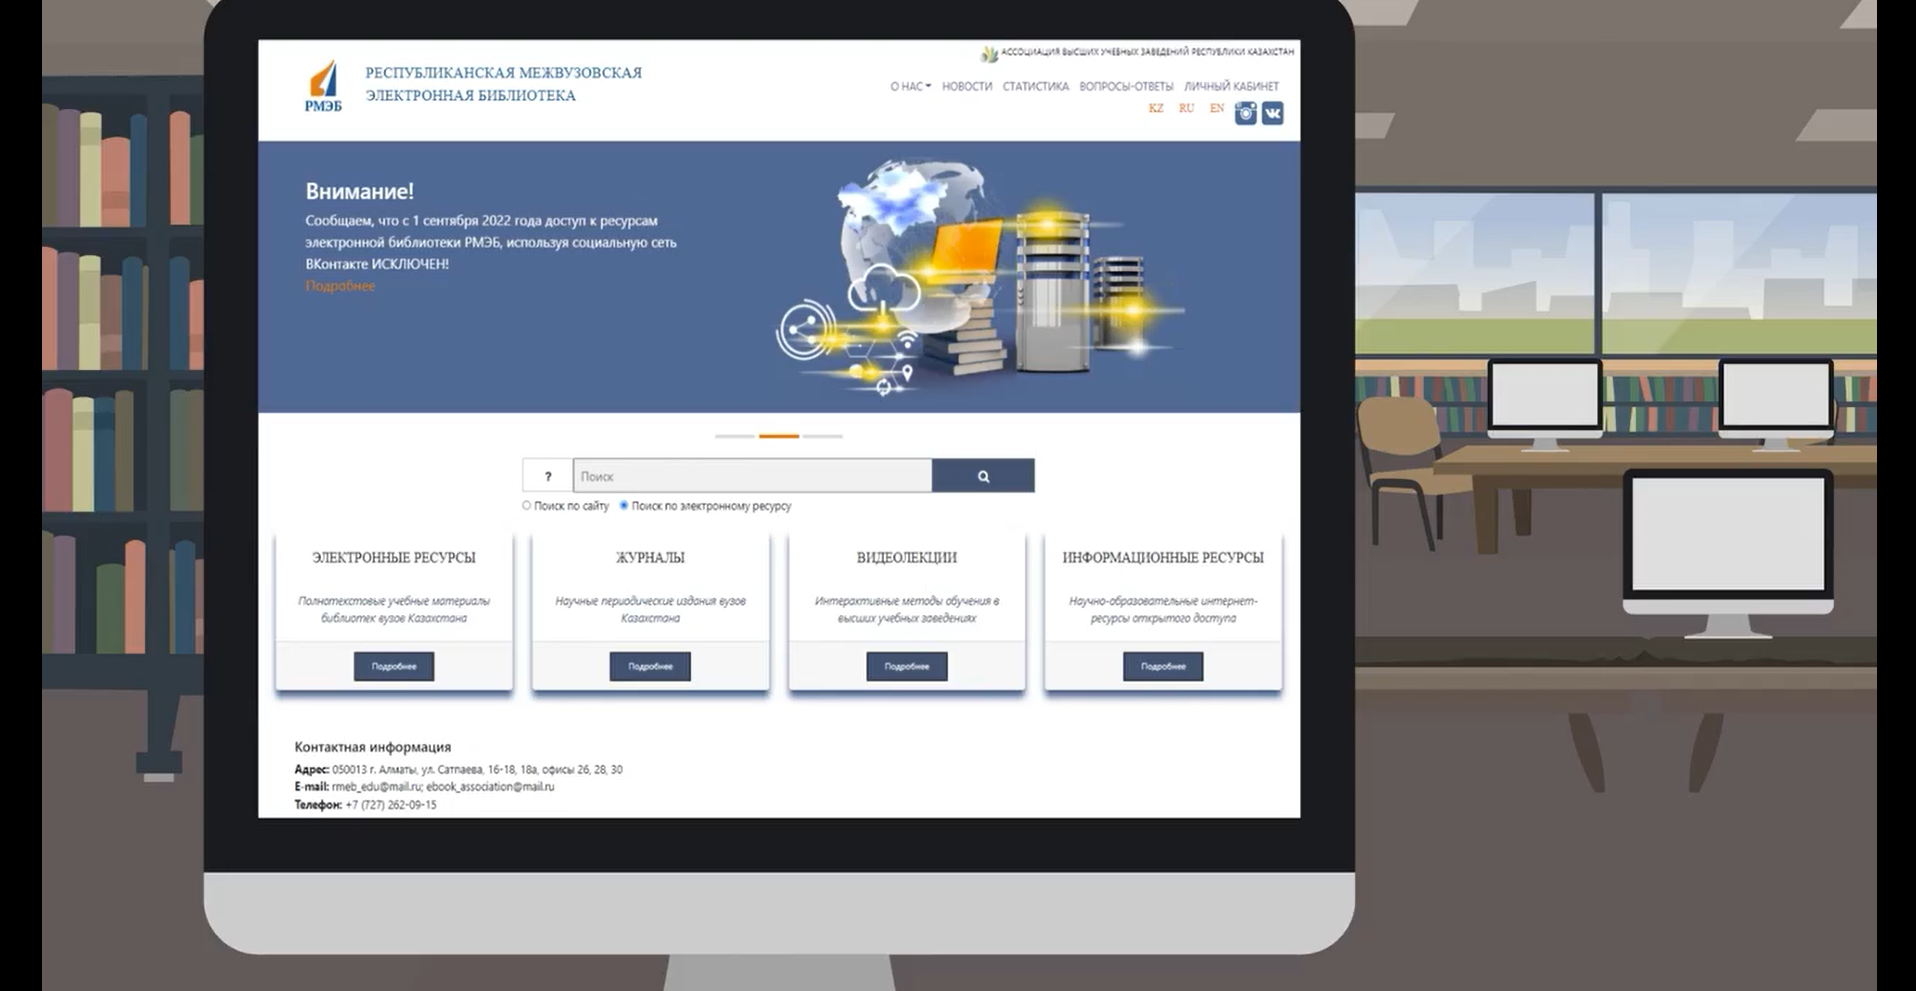 АССОЦИАЦИЯ ВЫСШИХ УЧЕБНЫХ ЗАВЕДЕНИЙ РЕСПУБЛИКИ КАЗАХСТАН
РМЭБ
РЕСПУБЛИКАНСКАЯ МЕЖВУЗОВСКАЯ
ЭЛЕКТРОННАЯ БИБЛИОТЕКА
О НАС НОВОСТИ СТАТИСТИКА ВОПРОСЫ-ОТВЕТЫ ЛИЧНЫЙ КАБИНЕТ
KZ RU EN
Внимание!
Сообщаем, что с 1 сентября 2022 года доступ к ресурсам
электронной библиотеки РМЭБ, используя социальную сеть
ВКонтакте ИСКЛЮЧЕН!
Подробнее
? Поиск
Поиск по сайту Поиск по электронному ресурсу
ЭЛЕКТРОННЫЕ РЕСУРСЫ
Полнотекстовые учебные материалы
библиотек вузов Казахстана
Подробнее
ЖУРНАЛЫ
Научные периодические издания вузов
Казахстана
Подробнее
ВИДЕОЛЕКЦИИ
Интерактивные методы обучения в
высших учебных заведениях
Подробнее
ИНФОРМАЦИОННЫЕ РЕСУРСЫ
Научно-образовательные интернет-
ресурсы открытого доступа
Подробнее
Контактная информация
Адрес: 050013 г. Алматы, ул. Сатпаева, 16-18, 18а, офисы 26, 28, 30
E-mail: rmeb_edu@mail.ru; ebook_association@mail.ru
Телефон: +7 (727) 262-09-15